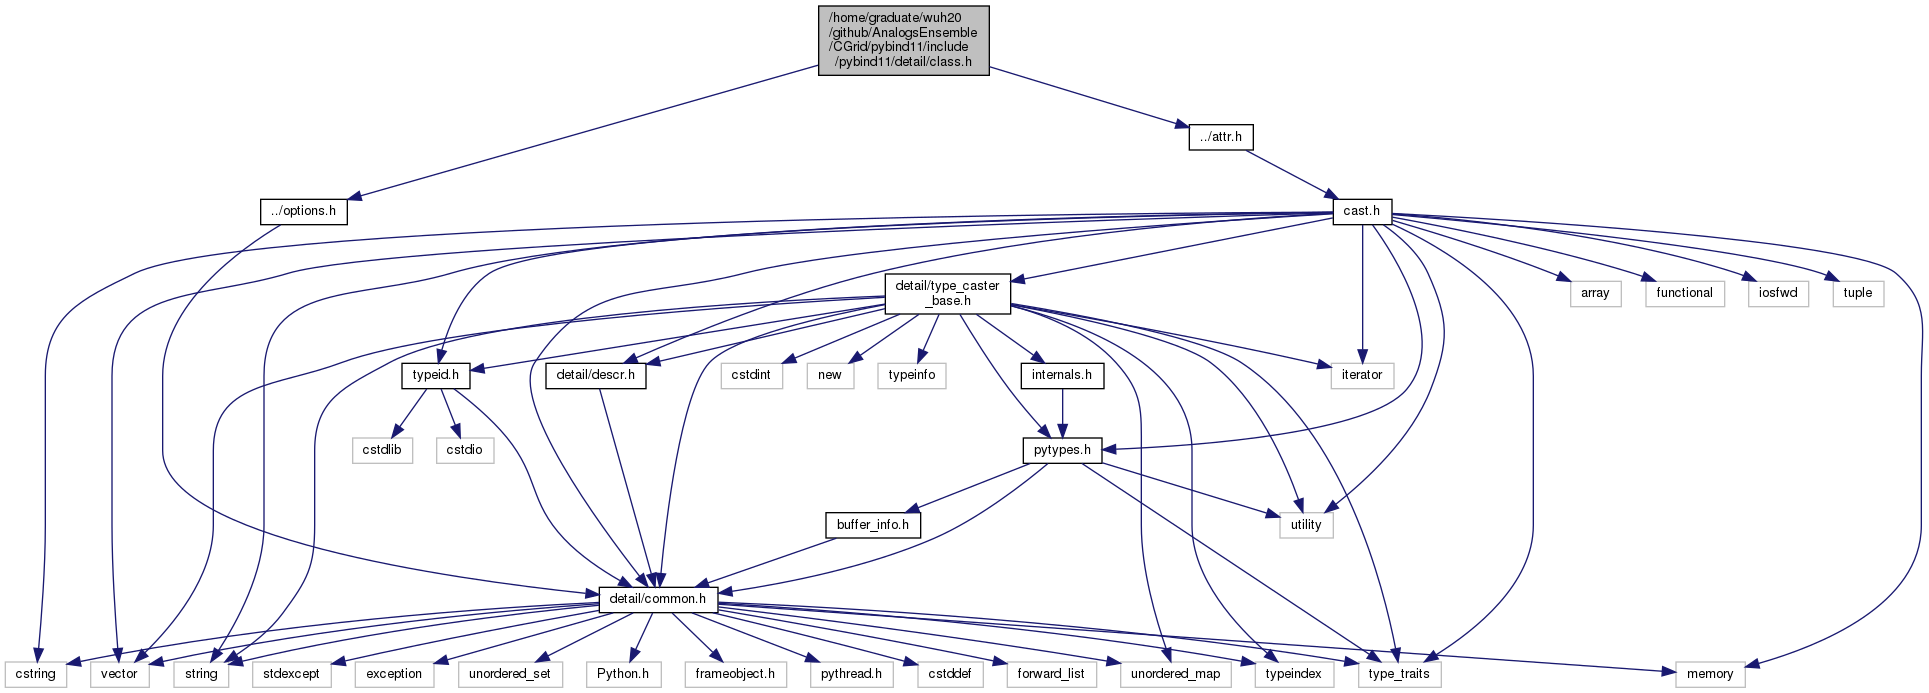 /home/graduate/wuh20
/github/AnalogsEnsemble
/CGrid/pybind11/include
/pybind11/detail/class.h
../attr.h
../options.h
cast.h
detail/type_caster
_base.h
array
functional
iosfwd
tuple
typeid.h
detail/descr.h
cstdint
new
typeinfo
internals.h
iterator
cstdlib
cstdio
pytypes.h
buffer_info.h
utility
detail/common.h
cstring
vector
string
stdexcept
exception
unordered_set
Python.h
frameobject.h
pythread.h
cstddef
forward_list
unordered_map
typeindex
type_traits
memory